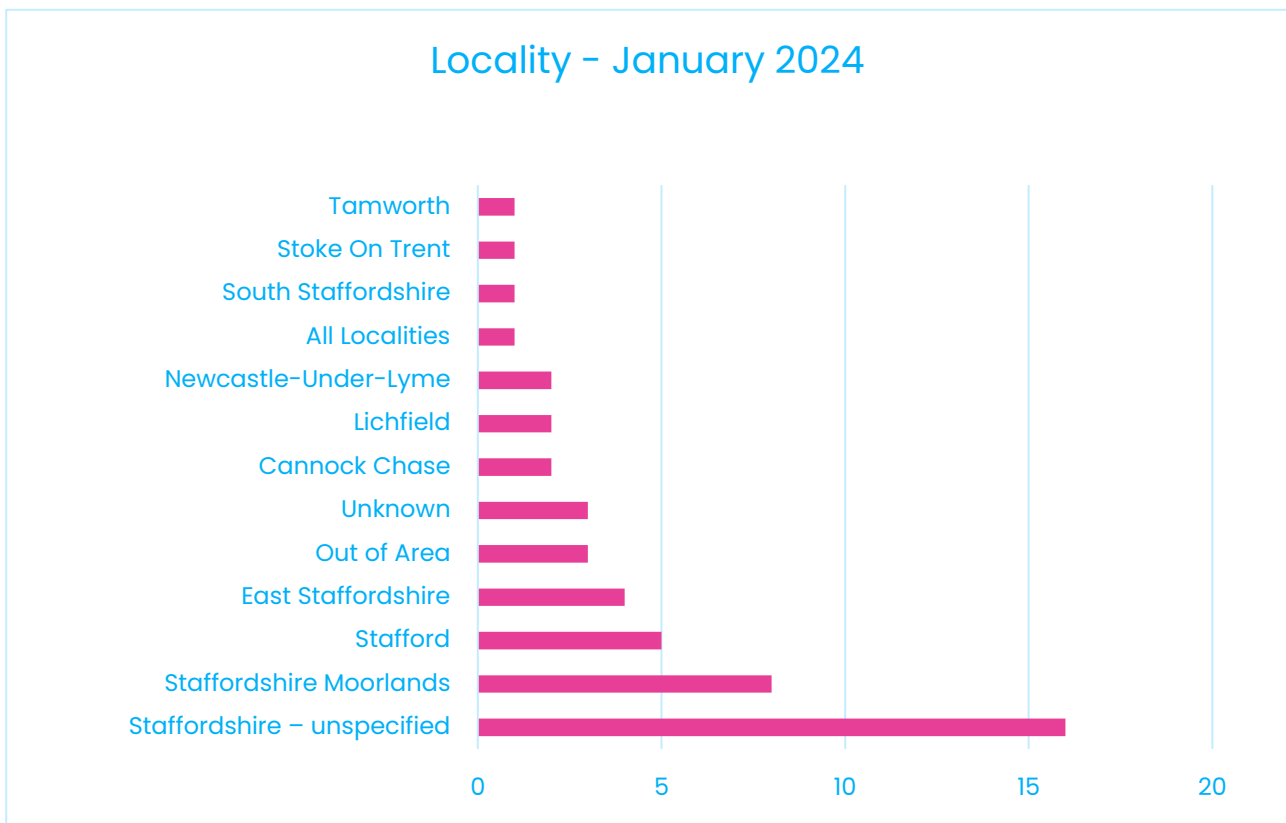 Locality - January 2024
Tamworth
Stoke On Trent
South Staffordshire
All Localities
Newcastle-Under-Lyme
Lichfield
Cannock Chase
Unknown
Out of Area
East Staffordshire
Stafford
Staffordshire Moorlands
Staffordshire – unspecified
0 5 10 15 20